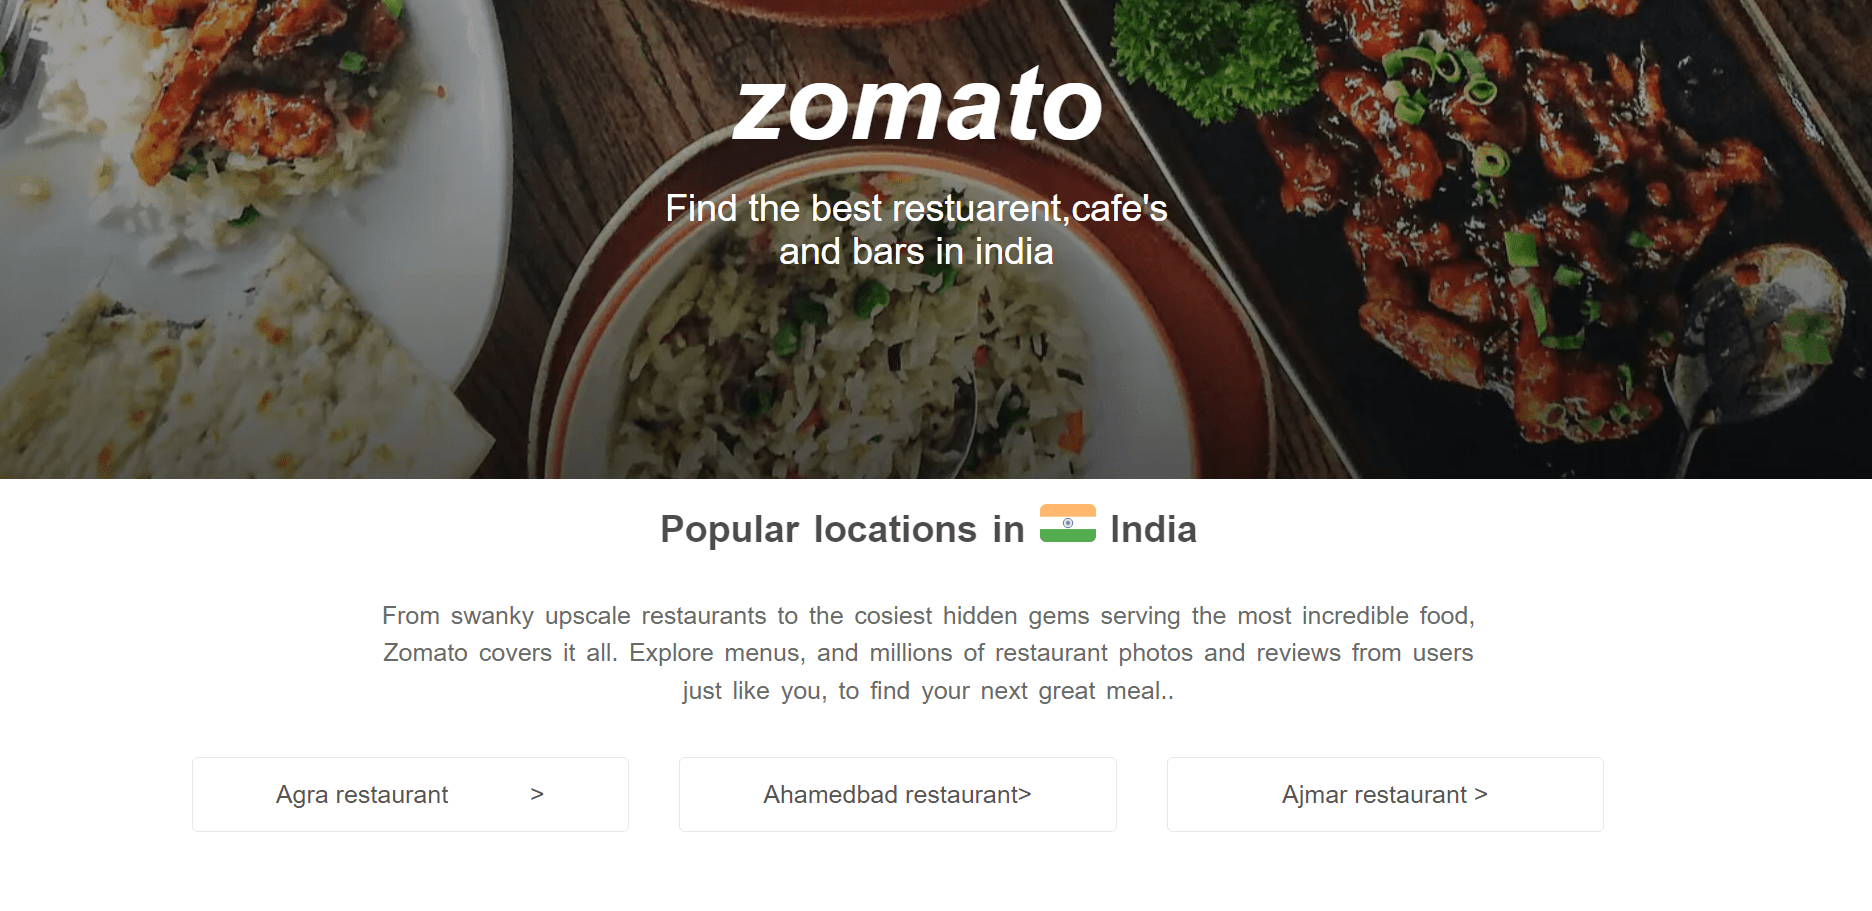 zomato
Find the best restuarent,cafe's
and bars in india
Popular locations in India
From swanky upscale restaurants to the cosiest hidden gems serving the most incredible food,
Zomato covers it all. Explore menus, and millions of restaurant photos and reviews from users
just like you, to find your next great meal..
Agra restaurant >
Ahamedbad restaurant>
Ajmar restaurant >